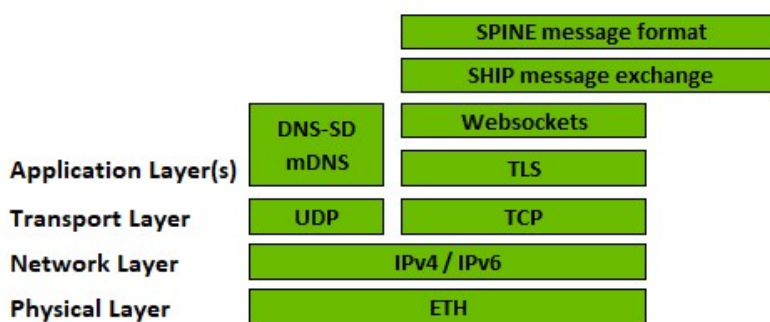 SPINE message format
SHIP message exchange
DNS-SD
mDNS
Websockets
Application Layer(s)
TLS
Transport Layer
UDP
TCP
Network Layer
IPv4 / IPv6
Physical Layer
ETH